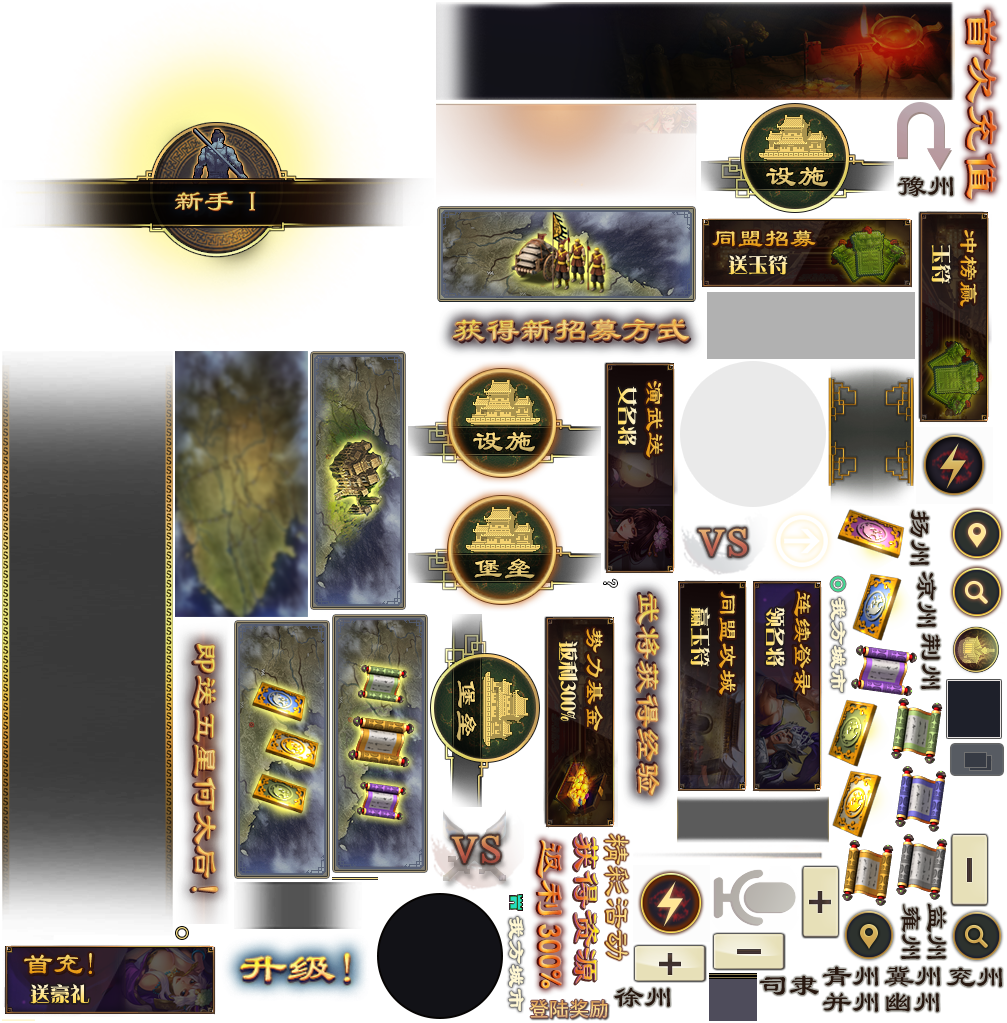 首次充值
新手 I
设施
豫州
同盟招募
送玉符
冲榜赢
玉符
获得新招募方式
设施
演武送
文名将
VS
扬州
凉州
荆州
堡垒
?
我方城市
武将获得经验
同盟攻城
赢玉符
连续登录
领名将
即送五星何太后！
堡垒
势力基金
返利300%
VS
返利300%
获得资源
精彩活动
我方城市
首充！
送豪礼
升级！
登陆奖励
徐州
司隶
青州
冀州
兖州
并州
幽州
雍州
益州